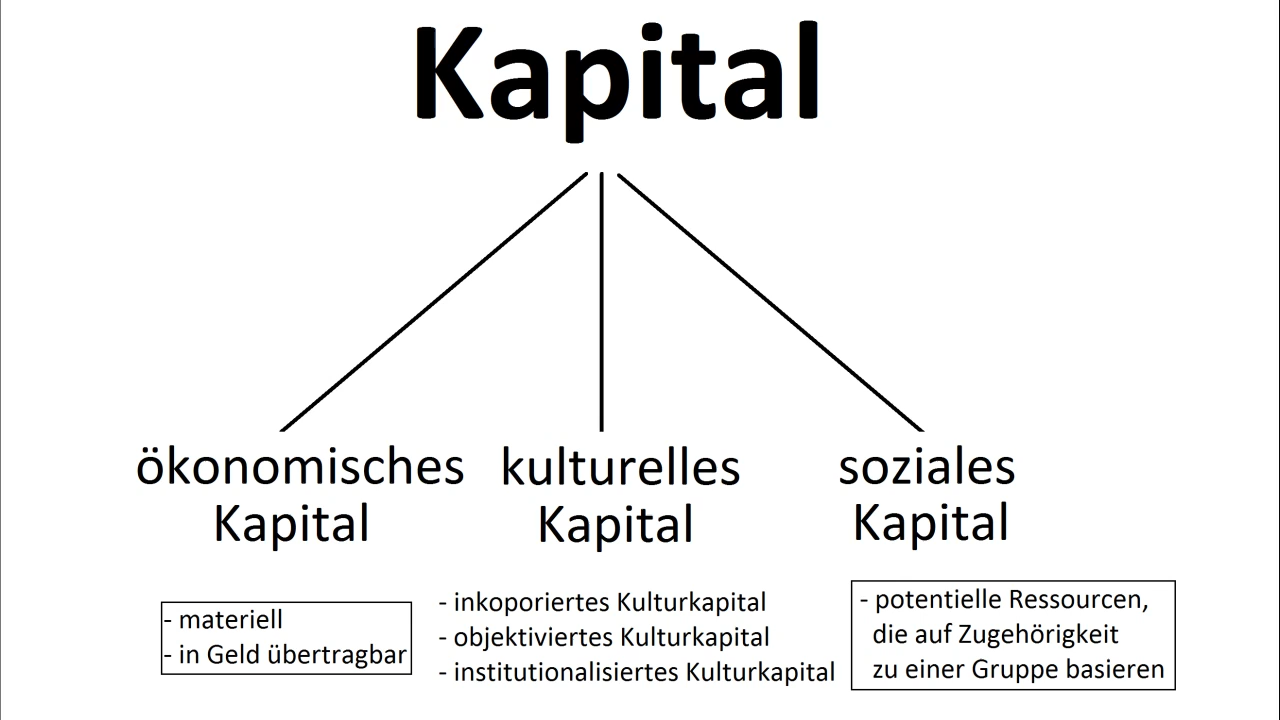 Kapital
ökonomisches
Kapital
kulturelles
Kapital
soziales
Kapital
- materiell
- in Geld übertragbar
- inkoporiertes Kulturkapital
- objektiviertes Kulturkapital
- institutionalisiertes Kulturkapital
- potentielle Ressourcen,
die auf Zugehörigkeit
zu einer Gruppe basieren